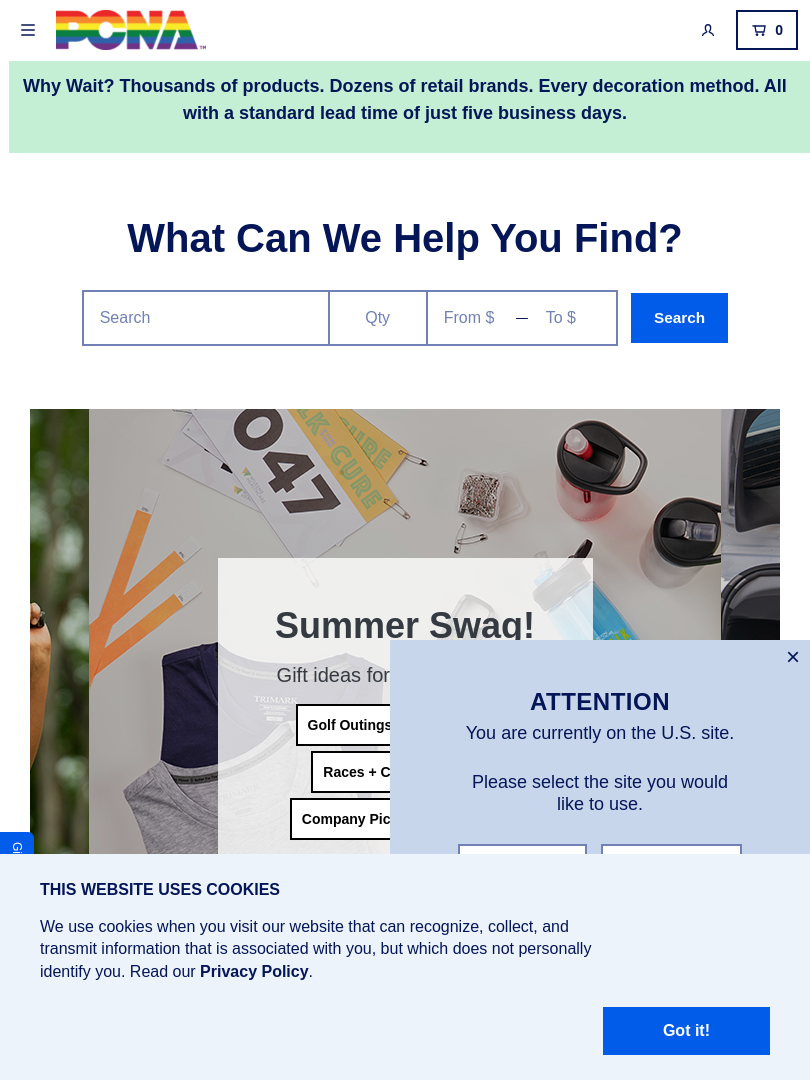 PCNA™
0
Why Wait? Thousands of products. Dozens of retail brands. Every decoration method. All
with a standard lead time of just five business days.
What Can We Help You Find?
Search
Qty
From $
—
To $
Search
047
CURE
CURE
Summer Swag!
Gift ideas for
TRIMARK
Golf Outings
Races + C
Company Pic
×
ATTENTION
You are currently on the U.S. site.
Please select the site you would
like to use.
THIS WEBSITE USES COOKIES
We use cookies when you visit our website that can recognize, collect, and
transmit information that is associated with you, but which does not personally
identify you. Read our Privacy Policy.
Got it!